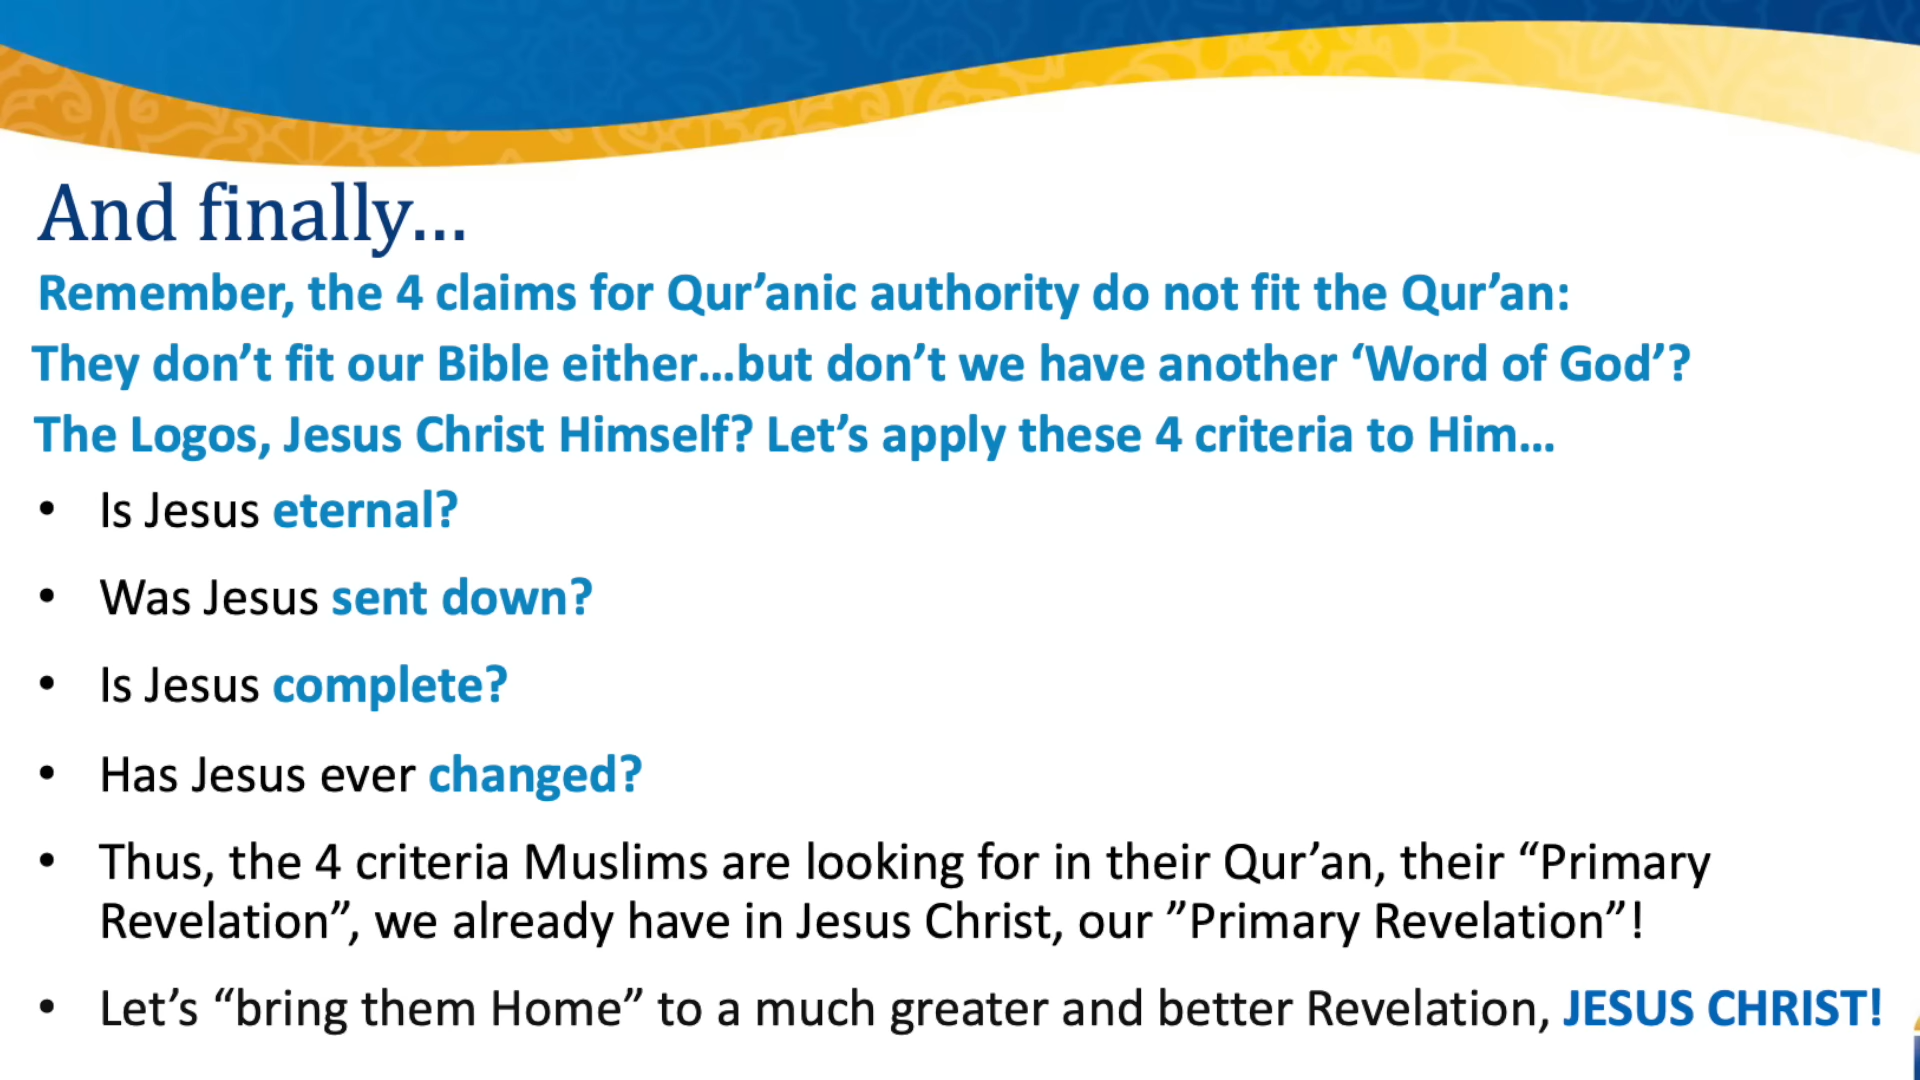 And finally...
Remember, the 4 claims for Qur’anic authority do not fit the Qur’an:
They don’t fit our Bible either...but don’t we have another ‘Word of God’?
The Logos, Jesus Christ Himself? Let’s apply these 4 criteria to Him...
• Is Jesus eternal?
• Was Jesus sent down?
• Is Jesus complete?
• Has Jesus ever changed?
• Thus, the 4 criteria Muslims are looking for in their Qur’an, their “Primary
Revelation”, we already have in Jesus Christ, our ”Primary Revelation”!
• Let’s “bring them Home” to a much greater and better Revelation, JESUS CHRIST!